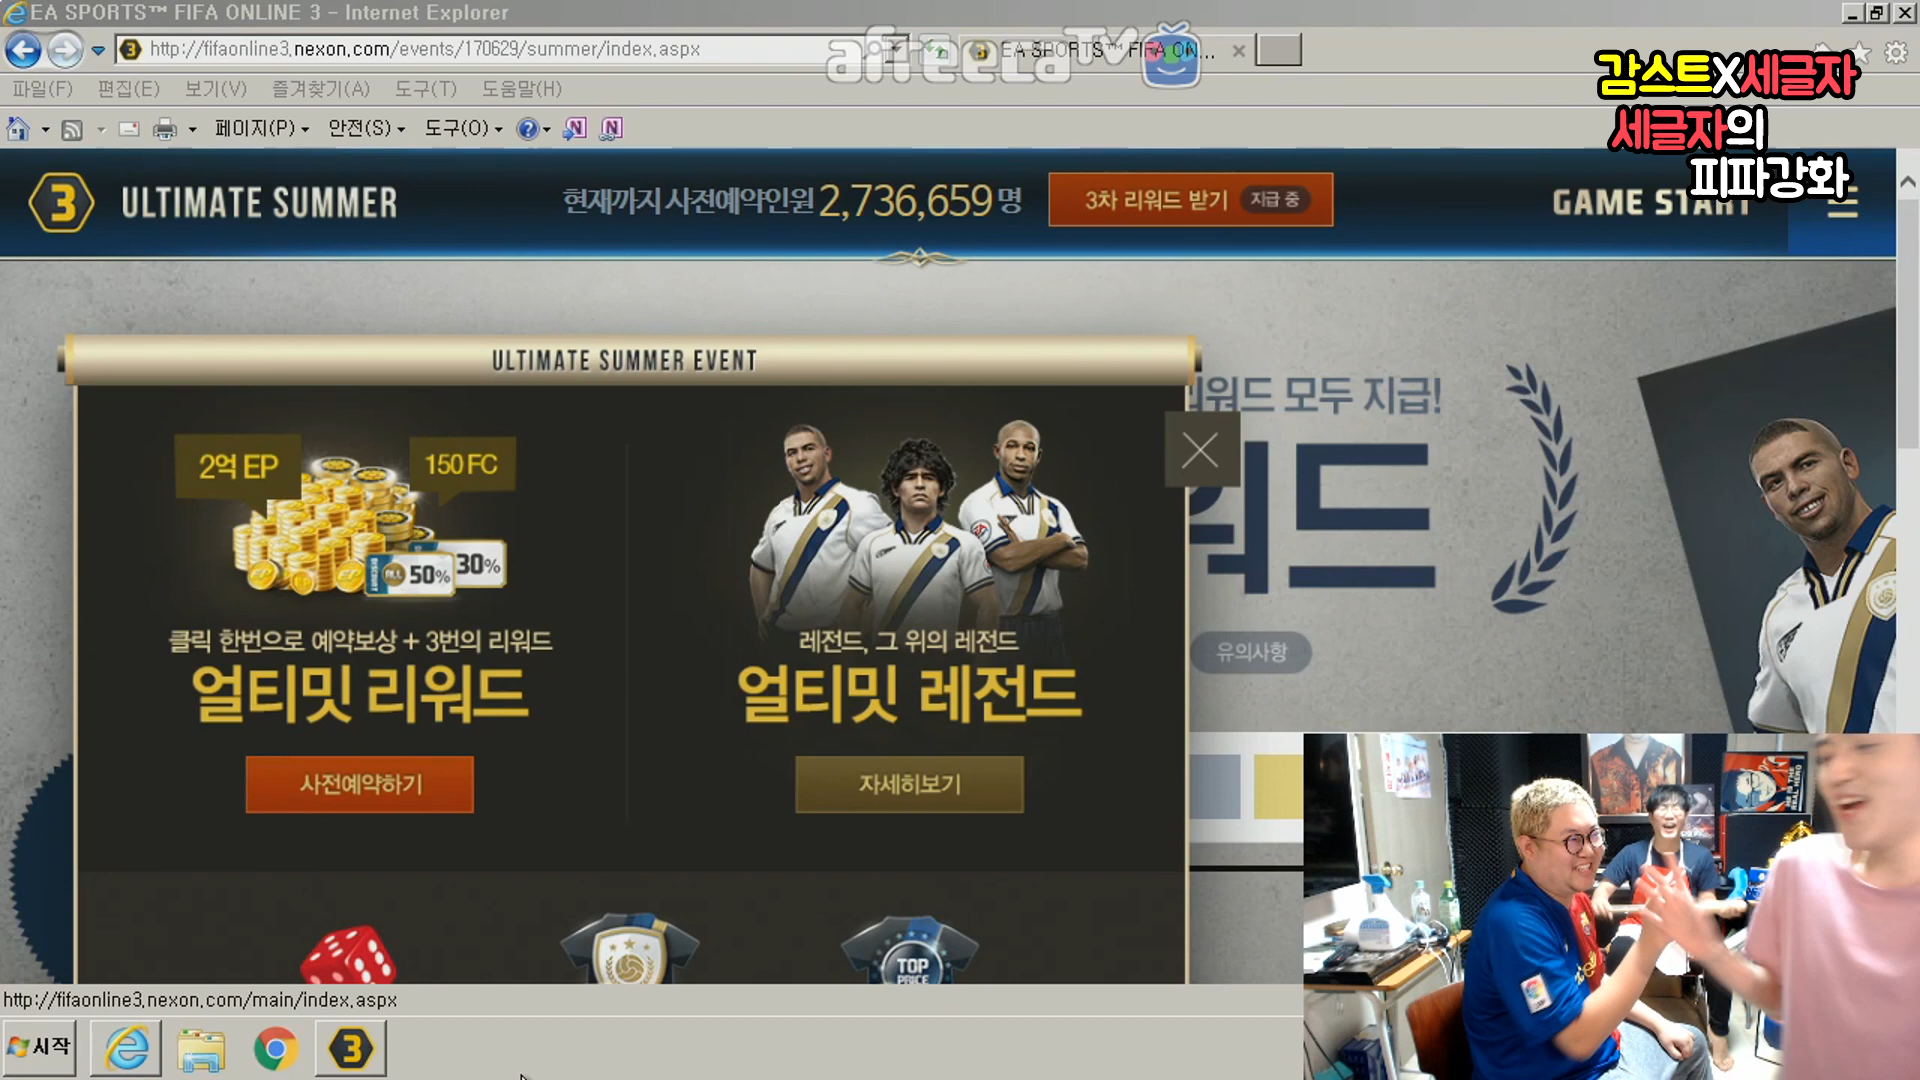 EA SPORTS™ FIFA ONLINE 3 - Internet Explorer
http://fifaonline3.nexon.com/events/170629/summer/index.aspx
EA SPORTS™ FIFA ON...
afreecaTV
파일(F) 편집(E) 보기(V) 즐겨찾기(A) 도구(T) 도움말(H)
페이지(P) 안전(S) 도구(O)
감스트X세글자
세글자의
피파강화
3 ULTIMATE SUMMER
현재까지 사전예약인원 2,736,659 명
3차 리워드 받기 지급 중
GAME START
ULTIMATE SUMMER EVENT
리워드 모두 지급!
워드
유의사항
2억 EP
150 FC
50% 30%
클릭 한번으로 예약보상 + 3번의 리워드
얼티밋 리워드
사전예약하기
레전드, 그 위의 레전드
얼티밋 레전드
자세히보기
TOP
PRICE
http://fifaonline3.nexon.com/main/index.aspx
시작
3